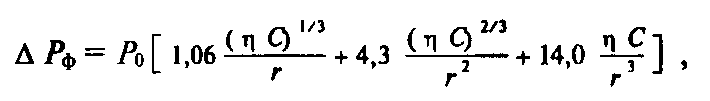 Δ P_Ф = P_0 [ 1,06 (η C)^{1/3} / r + 4,3 (η C)^{2/3} / r^2 + 14,0 η C / r^3 ] ,